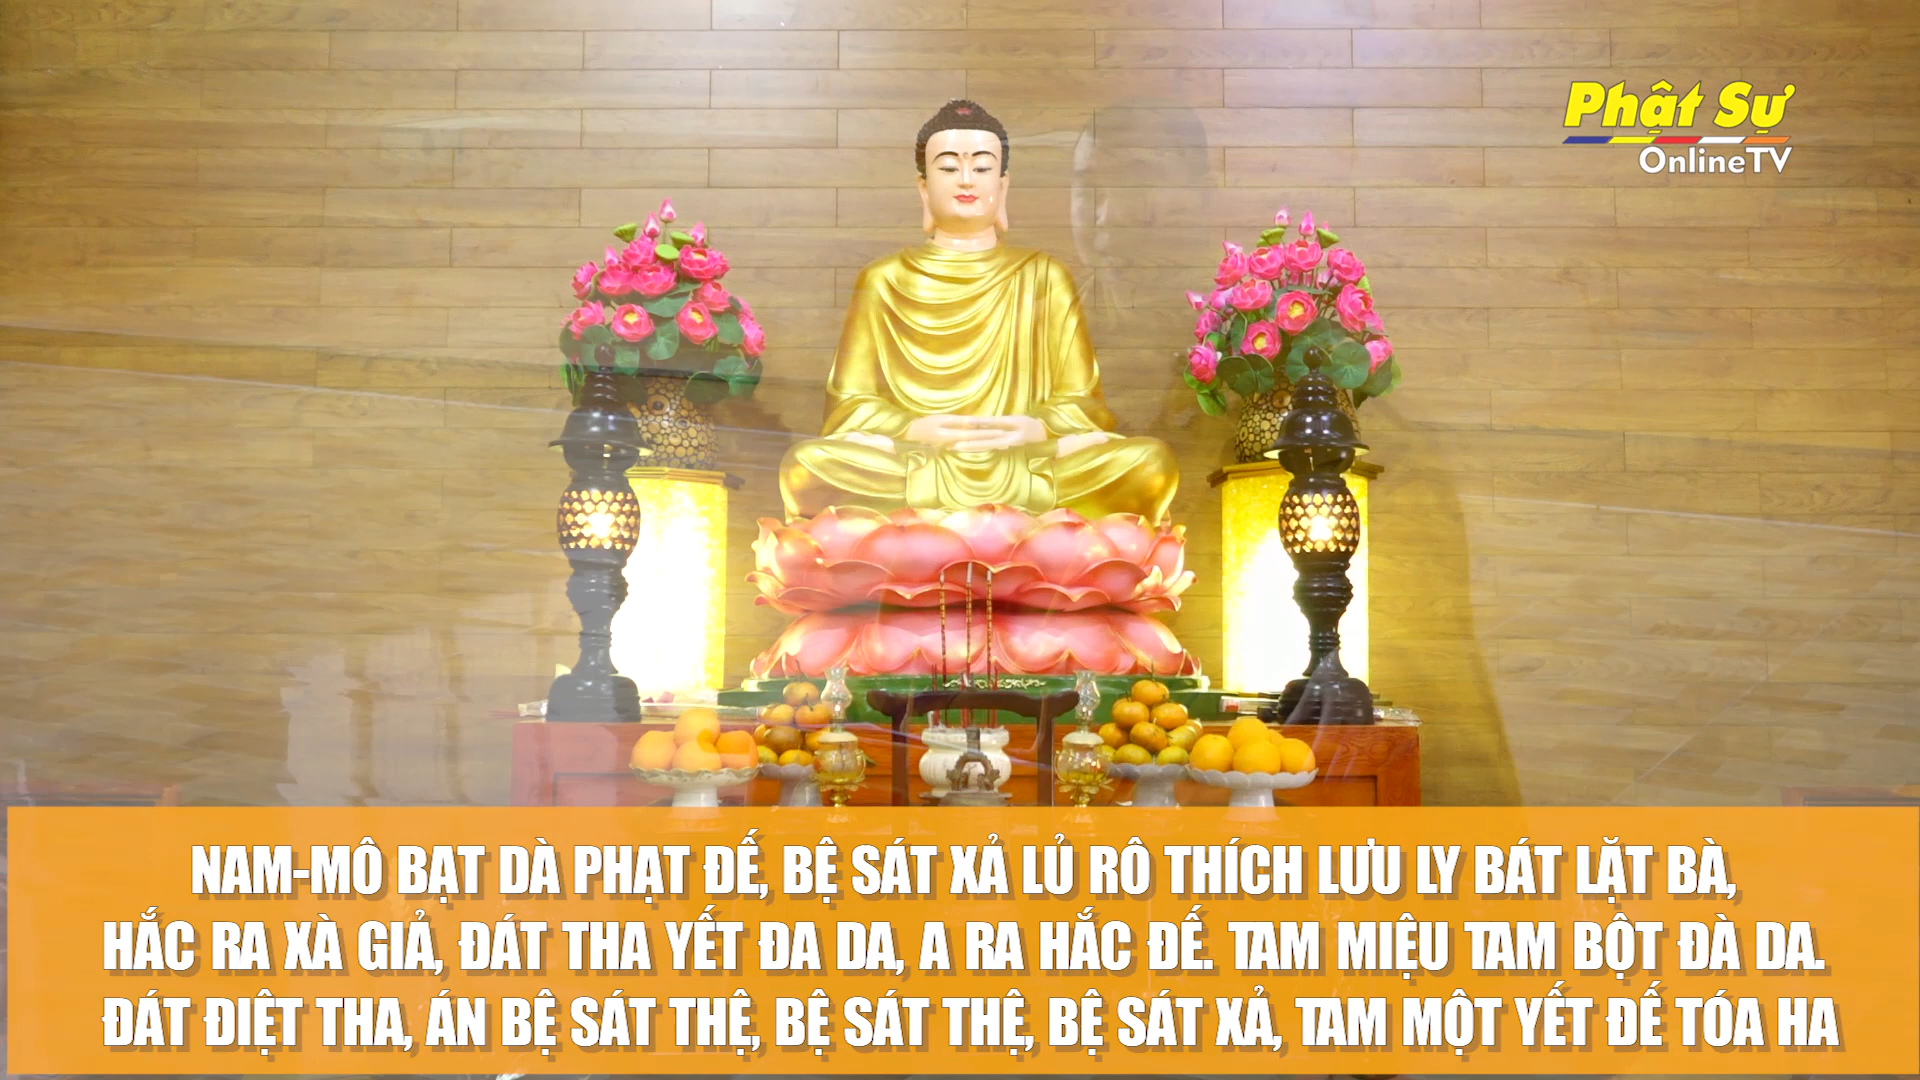 Phật Sự
OnlineTV
NAM-MÔ BẠT DÀ PHẠT ĐẾ, BỆ SÁT XẢ LỦ RÔ THÍCH LƯU LY BÁT LẶT BÀ,
HẮC RA XÀ GIẢ, ĐÁT THA YẾT ĐA DA, A RA HẮC ĐẾ. TAM MIỆU TAM BỘT ĐÀ DA.
ĐÁT ĐIỆT THA, ÁN BỆ SÁT THỆ, BỆ SÁT THỆ, BỆ SÁT XẢ, TAM MỘT YẾT ĐẾ TÓA HA